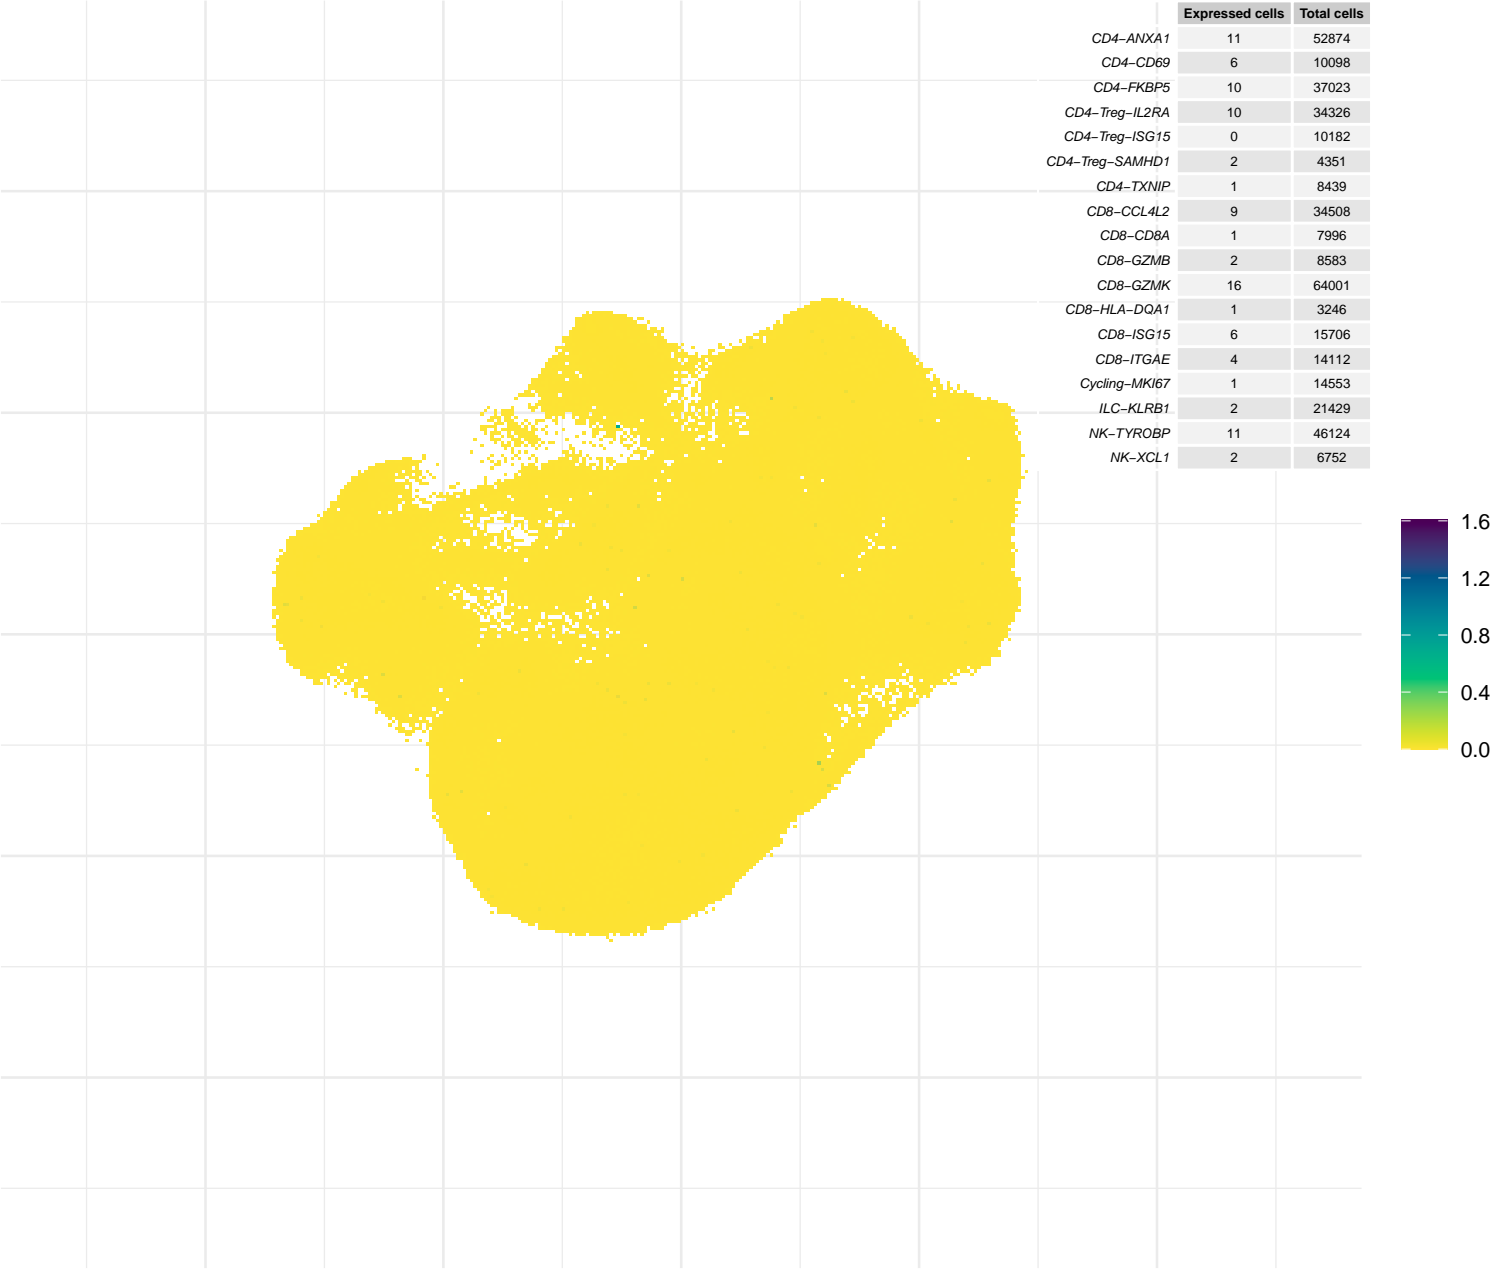 Expressed cells Total cells
CD4−ANXA1 11 52874
CD4−CD69 6 10098
CD4−FKBP5 10 37023
CD4−Treg−IL2RA 10 34326
CD4−Treg−ISG15 0 10182
CD4−Treg−SAMHD1 2 4351
CD4−TXNIP 1 8439
CD8−CCL4L2 9 34508
CD8−CD8A 1 7996
CD8−GZMB 2 8583
CD8−GZMK 16 64001
CD8−HLA−DQA1 1 3246
CD8−ISG15 6 15706
CD8−ITGAE 4 14112
Cycling−MKI67 1 14553
ILC−KLRB1 2 21429
NK−TYROBP 11 46124
NK−XCL1 2 6752
1.6
1.2
0.8
0.4
0.0